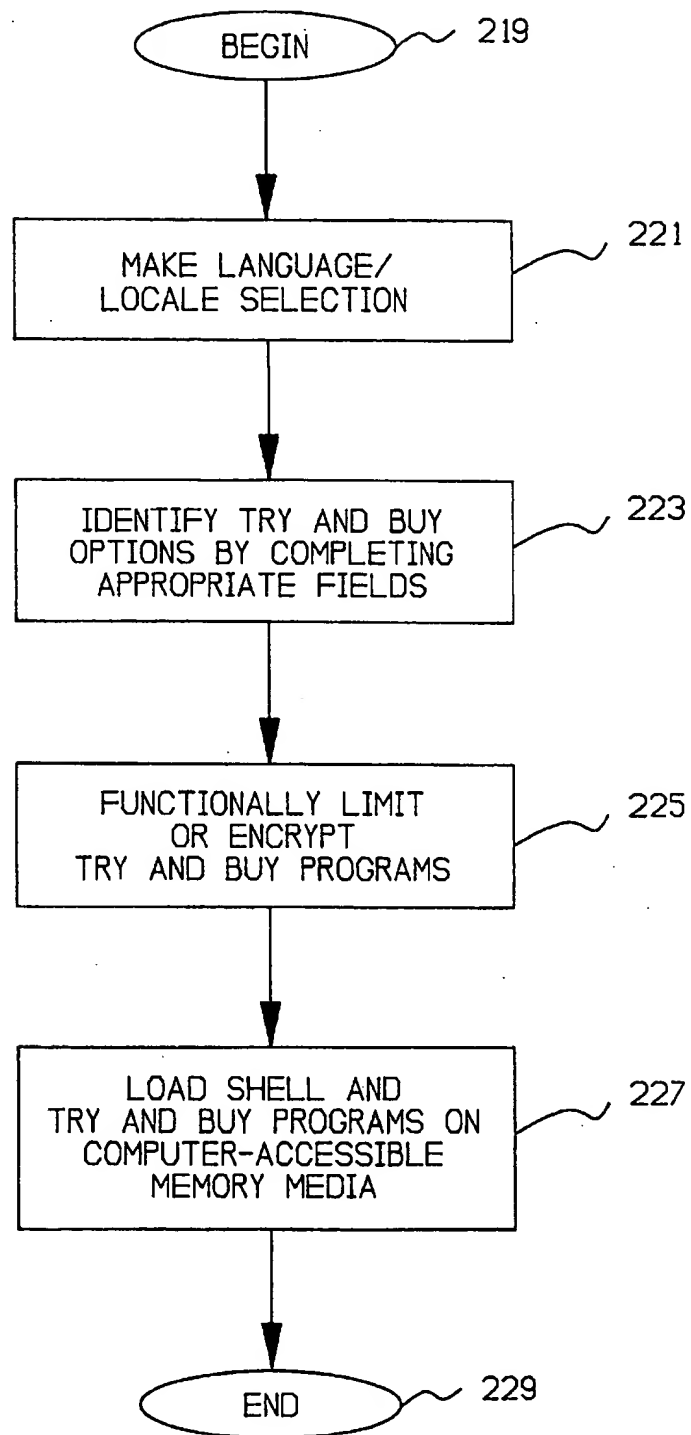 BEGIN
219
MAKE LANGUAGE/
LOCALE SELECTION
221
IDENTIFY TRY AND BUY
OPTIONS BY COMPLETING
APPROPRIATE FIELDS
223
FUNCTIONALLY LIMIT
OR ENCRYPT
TRY AND BUY PROGRAMS
225
LOAD SHELL AND
TRY AND BUY PROGRAMS ON
COMPUTER-ACCESSIBLE
MEMORY MEDIA
227
END
229